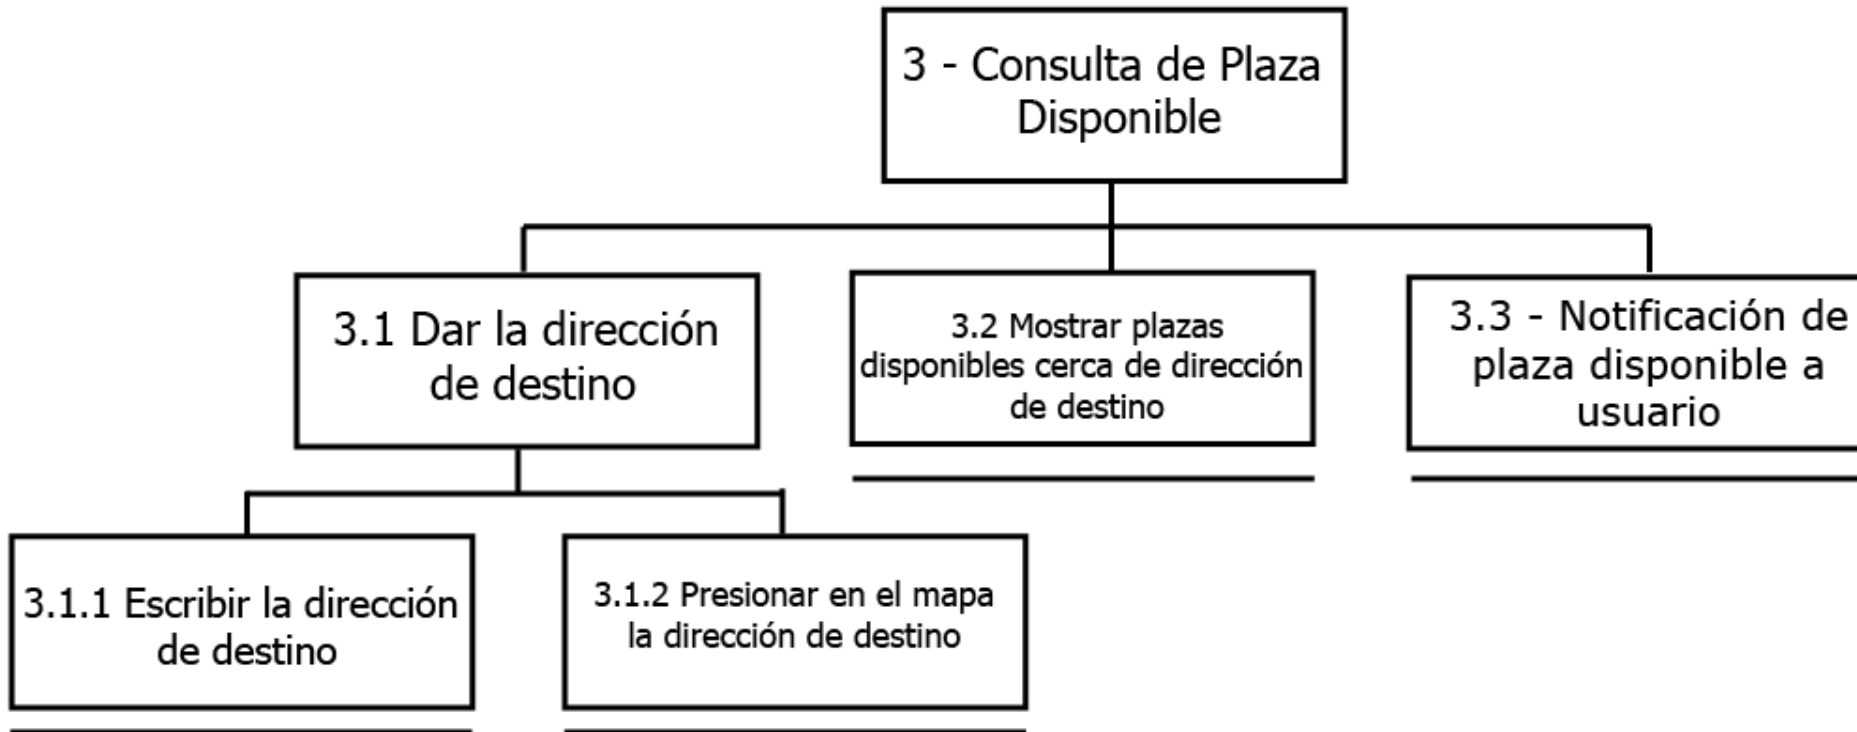 3 - Consulta de Plaza
Disponible
3.1 Dar la dirección
de destino
3.2 Mostrar plazas
disponibles cerca de dirección
de destino
3.3 - Notificación de
plaza disponible a
usuario
3.1.1 Escribir la dirección
de destino
3.1.2 Presionar en el mapa
la dirección de destino